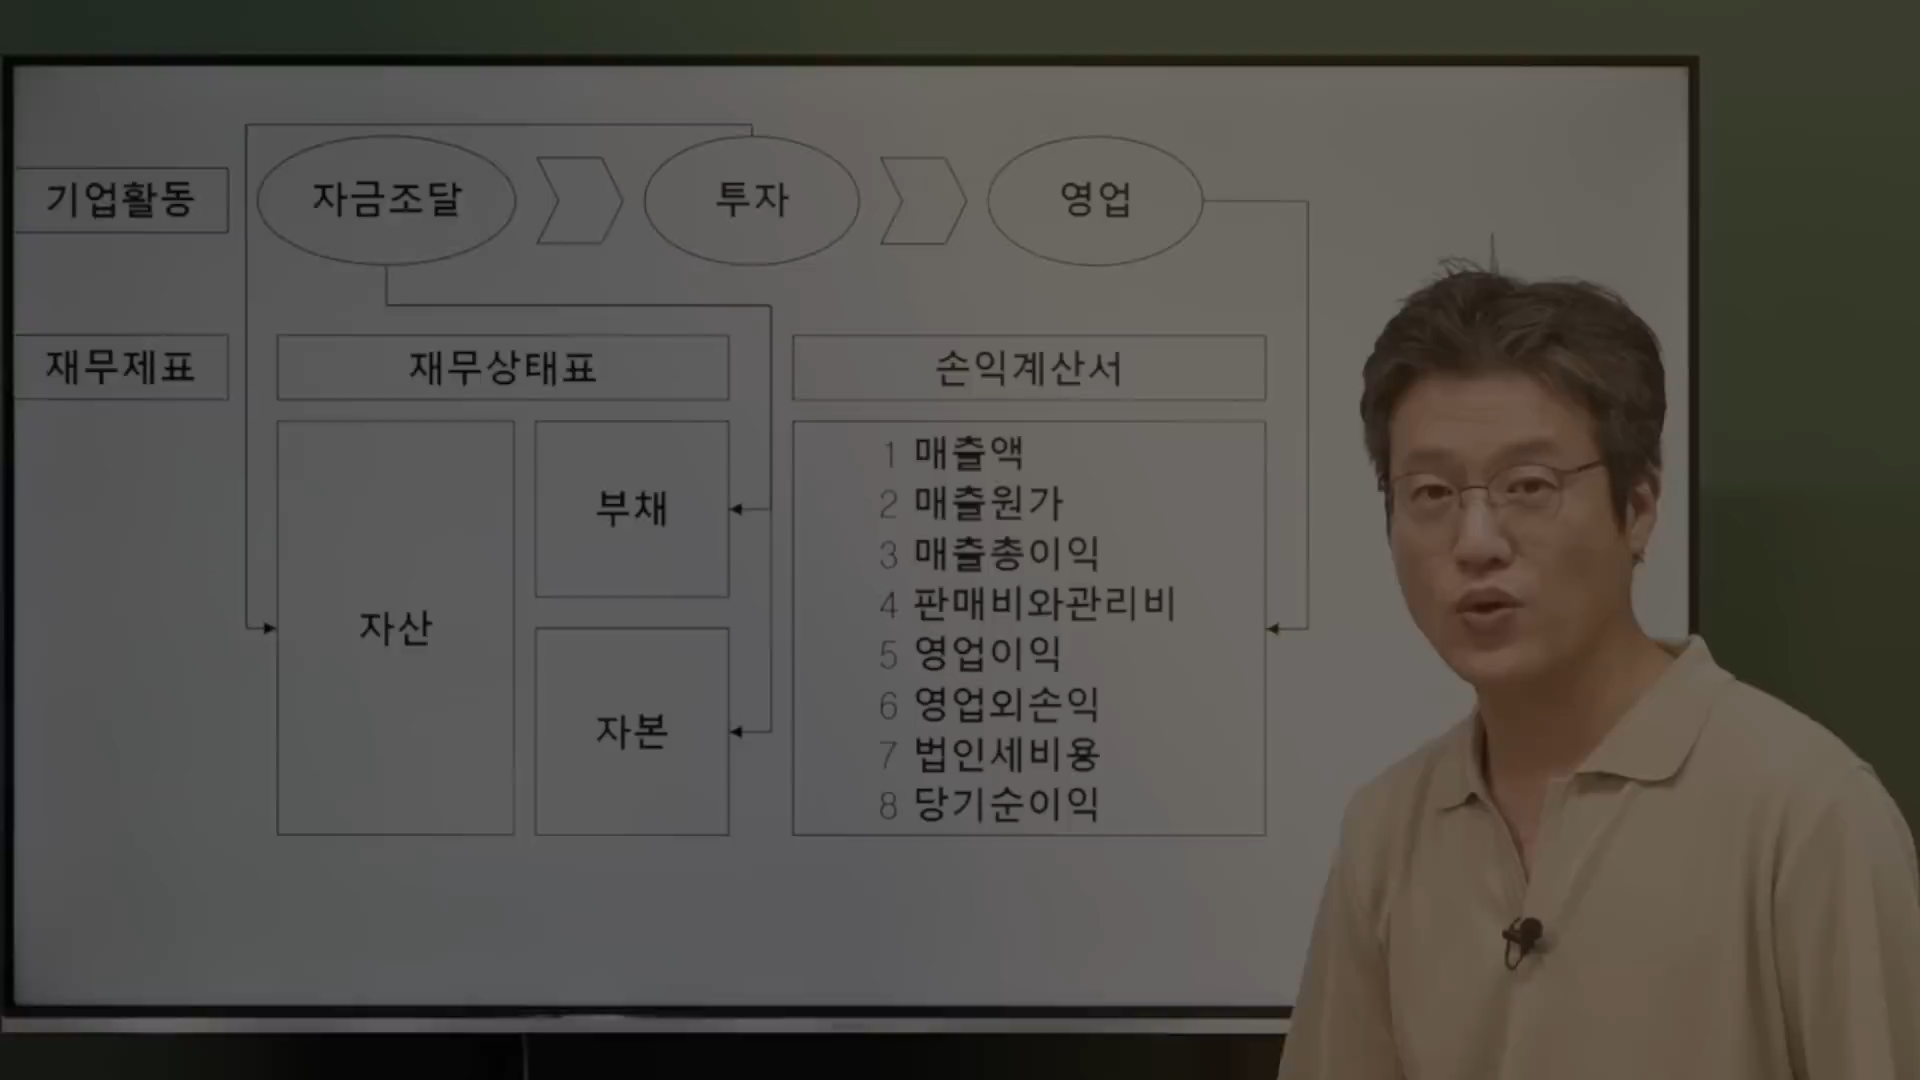 기업활동
자금조달
투자
영업
재무제표
재무상태표
손익계산서
자산
부채
자본
1 매출액
2 매출원가
3 매출총이익
4 판매비와관리비
5 영업이익
6 영업외손익
7 법인세비용
8 당기순이익